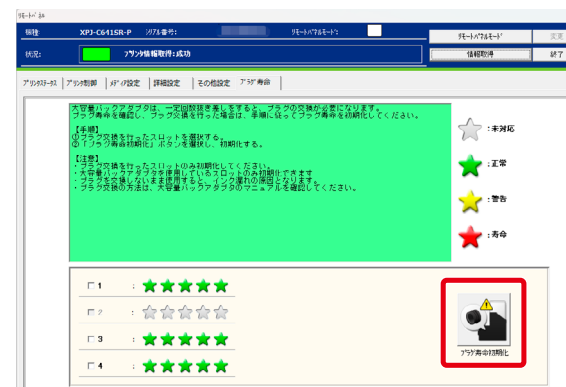 リモートパネル
機種: XPJ-C641SR-P シリアル番号: リモートパネルモード:
リモートパネルモード 変更
状況: プリンタ情報取得:成功
情報取得 終了
プリンタステータス プリンタ制御 メディア設定 詳細設定 その他設定 プラグ寿命
大容量パックアダプタは、一定回数抜き差しをすると、プラグの交換が必要になります。
プラグ寿命を確認し、プラグ交換を行った場合は、手順に従ってプラグ寿命を初期化してください。
【手順】
①プラグ交換を行ったスロットを選択する。
②「プラグ寿命初期化」ボタンを選択し、初期化する。
【注意】
・プラグ交換を行ったスロットのみ初期化してください。
・大容量パックアダプタを使用しているスロットのみ初期化できます
・プラグを交換しないまま使用すると、インク漏れの原因となります。
・プラグ交換の方法は、大容量パックアダプタのマニュアルを確認してください。
:未対応
:正常
:警告
:寿命
1 :
2 :
3 :
4 :
プラグ寿命初期化